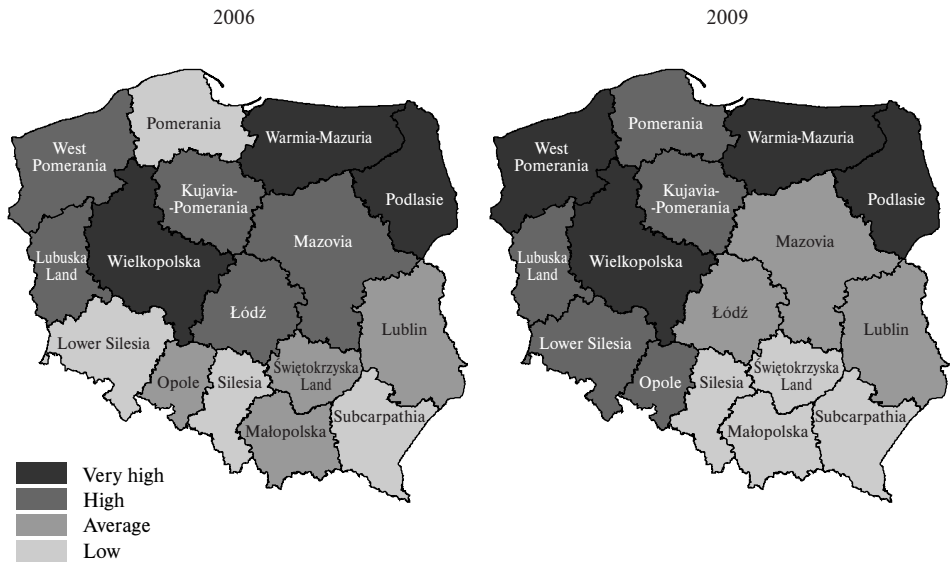 2006
2009
Pomerania
West
Pomerania
Warmia-Mazuria
Kujavia-
-Pomerania
Podlasie
Mazovia
Lubuska
Land
Wielkopolska
Łódź
Lublin
Lower Silesia
Opole
Silesia
Świętokrzyska
Land
Małopolska
Subcarpathia
Pomerania
West
Pomerania
Warmia-Mazuria
Kujavia-
-Pomerania
Podlasie
Mazovia
Lubuska
Land
Wielkopolska
Łódź
Lublin
Lower Silesia
Opole
Silesia
Świętokrzyska
Land
Małopolska
Subcarpathia
Very high
High
Average
Low